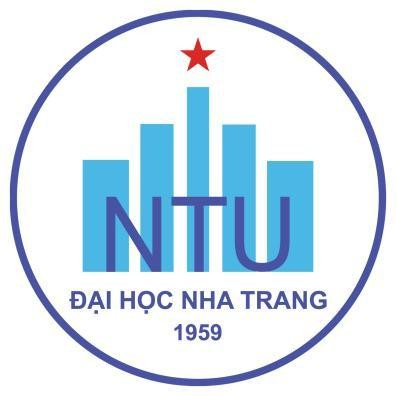 NTU
ĐẠI HỌC NHA TRANG
1959